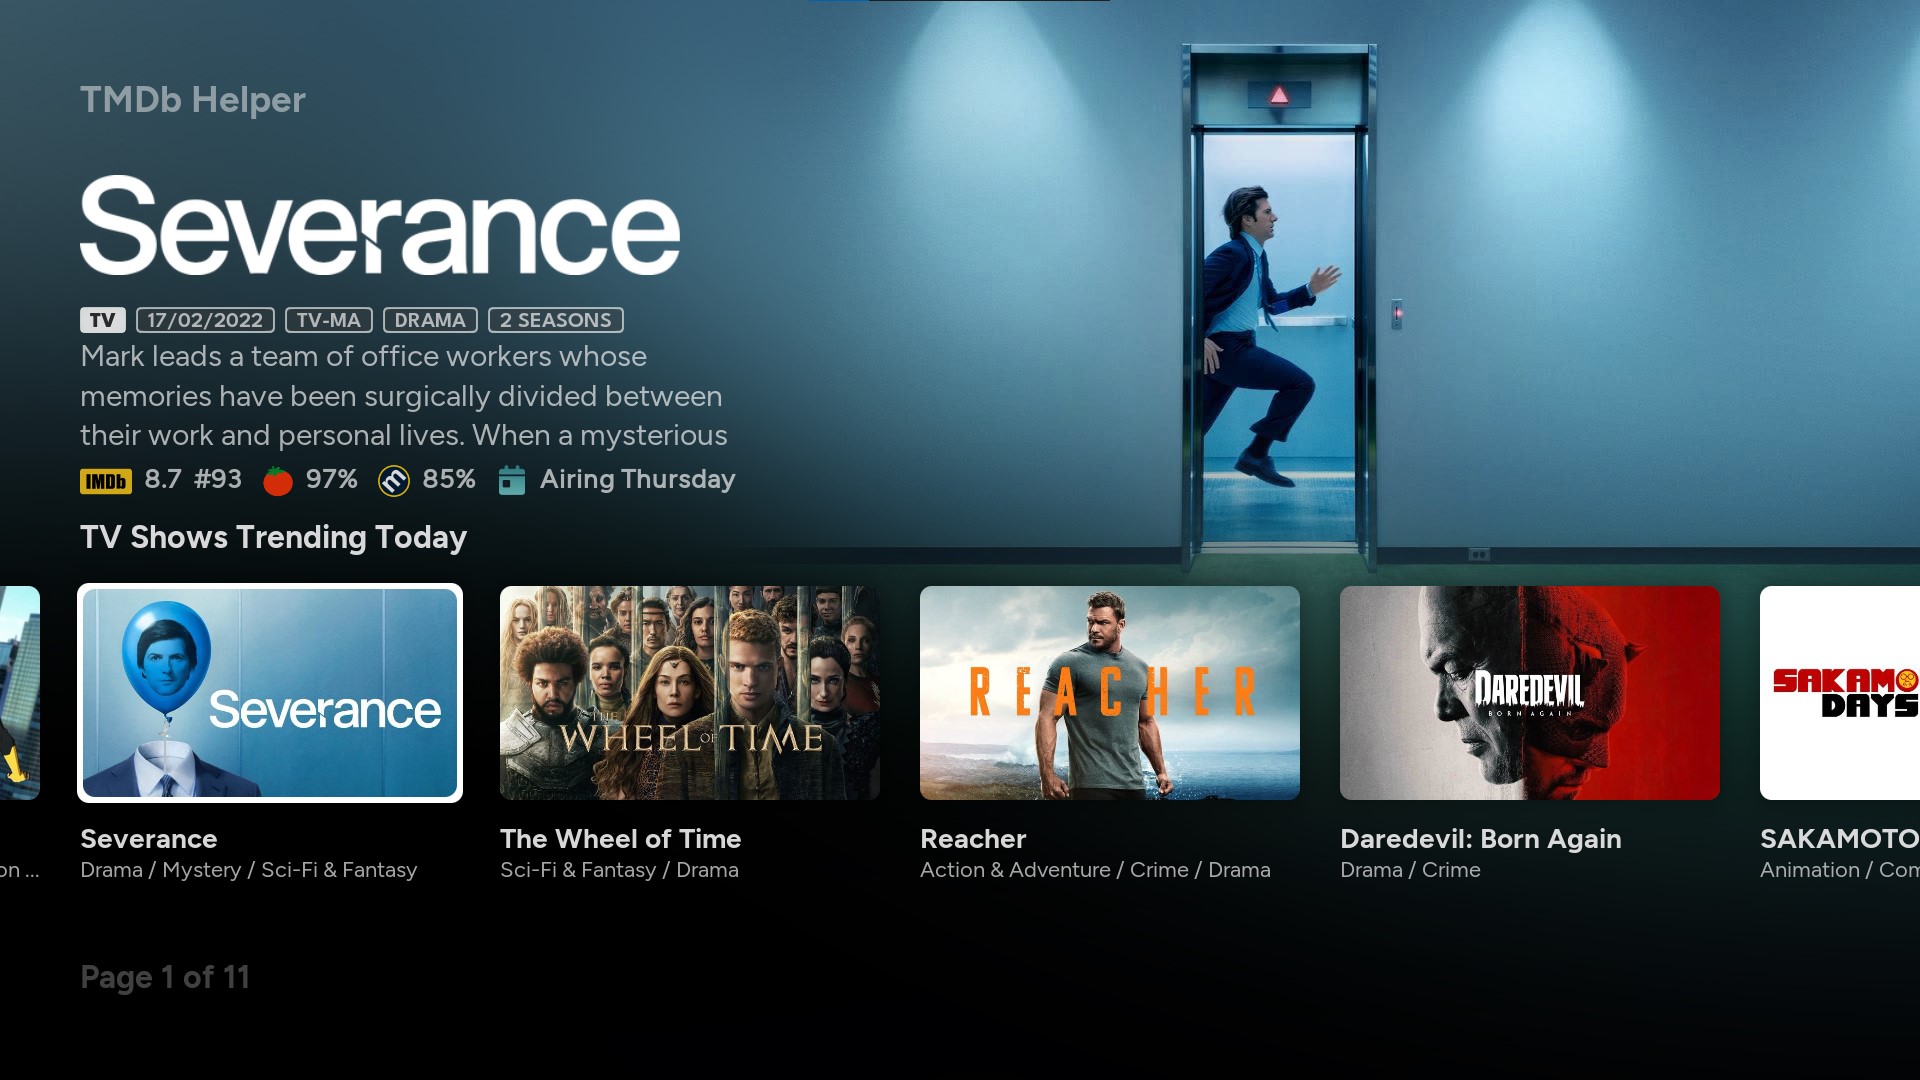 TMDb Helper
Severance
TV 17/02/2022 TV-MA DRAMA 2 SEASONS
Mark leads a team of office workers whose
memories have been surgically divided between
their work and personal lives. When a mysterious
IMDb 8.7 #93 97% m 85% Airing Thursday
TV Shows Trending Today
Severance
THE
WHEEL OF TIME
REACHER
DAREDEVIL
BORN AGAIN
SAKAMO
DAYS
on ...
Severance
Drama / Mystery / Sci-Fi & Fantasy
The Wheel of Time
Sci-Fi & Fantasy / Drama
Reacher
Action & Adventure / Crime / Drama
Daredevil: Born Again
Drama / Crime
SAKAMOTO
Animation / Com
Page 1 of 11